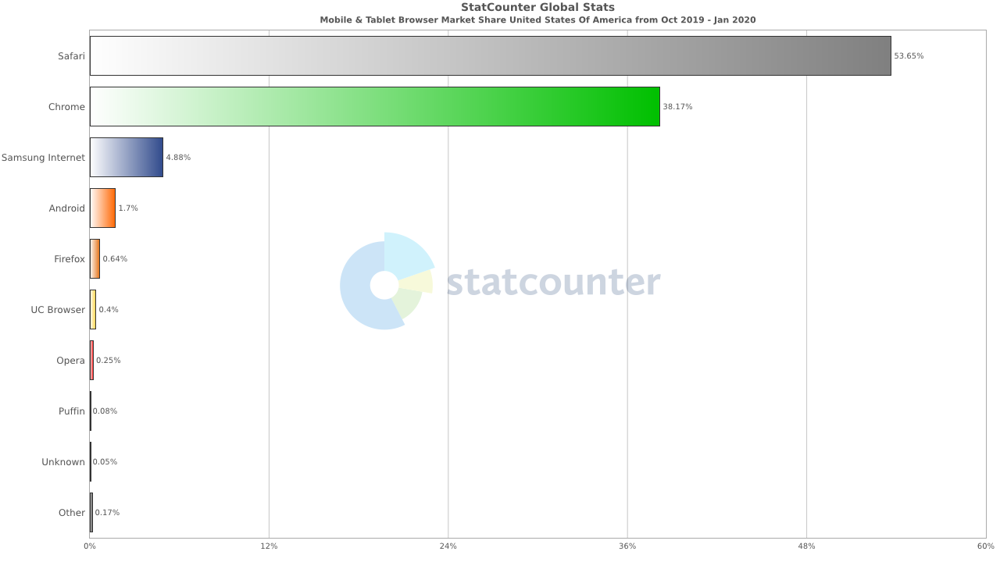 StatCounter Global Stats
Mobile & Tablet Browser Market Share United States Of America from Oct 2019 - Jan 2020
Safari 53.65%
Chrome 38.17%
Samsung Internet 4.88%
Android 1.7%
Firefox 0.64%
statcounter
UC Browser 0.4%
Opera 0.25%
Puffin 0.08%
Unknown 0.05%
Other 0.17%
0% 12% 24% 36% 48% 60%